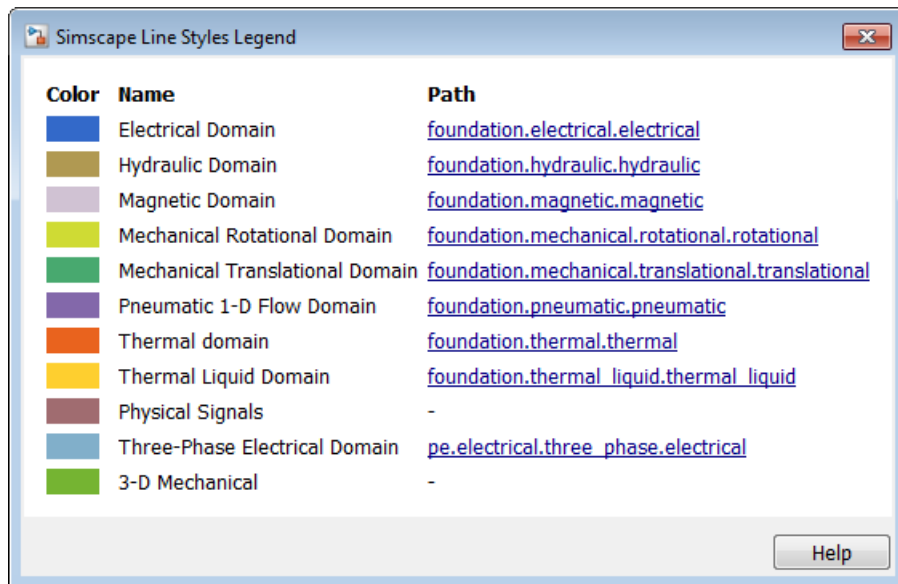 Simscape Line Styles Legend
Color Name Path
Electrical Domain foundation.electrical.electrical
Hydraulic Domain foundation.hydraulic.hydraulic
Magnetic Domain foundation.magnetic.magnetic
Mechanical Rotational Domain foundation.mechanical.rotational.rotational
Mechanical Translational Domain foundation.mechanical.translational.translational
Pneumatic 1-D Flow Domain foundation.pneumatic.pneumatic
Thermal domain foundation.thermal.thermal
Thermal Liquid Domain foundation.thermal_liquid.thermal_liquid
Physical Signals -
Three-Phase Electrical Domain pe.electrical.three_phase.electrical
3-D Mechanical -
Help